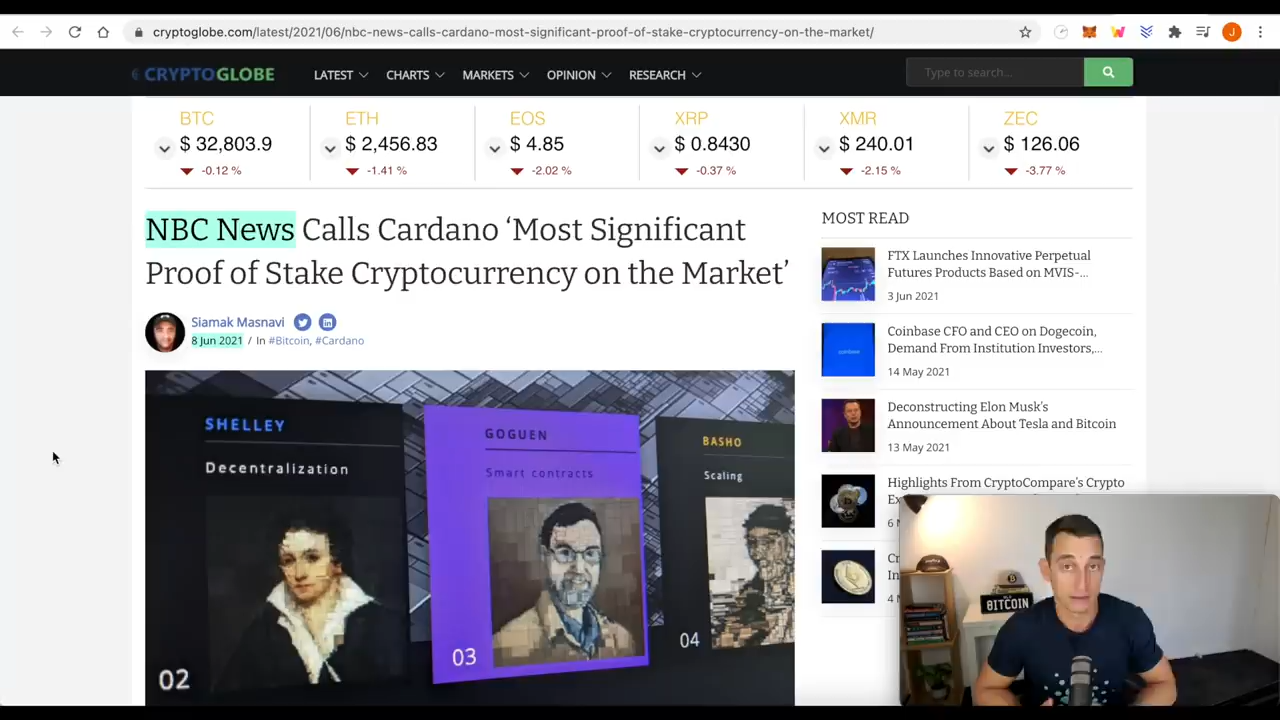 cryptoglobe.com/latest/2021/06/nbc-news-calls-cardano-most-significant-proof-of-stake-cryptocurrency-on-the-market/
J
CRYPTOGLOBE
LATEST
CHARTS
MARKETS
OPINION
RESEARCH
Type to search...
BTC
$ 32,803.9
-0.12 %
ETH
$ 2,456.83
-1.41 %
EOS
$ 4.85
-2.02 %
XRP
$ 0.8430
-0.37 %
XMR
$ 240.01
-2.15 %
ZEC
$ 126.06
-3.77 %
NBC News Calls Cardano ‘Most Significant
Proof of Stake Cryptocurrency on the Market’
Siamak Masnavi
8 Jun 2021 / In #Bitcoin, #Cardano
SHELLEY
Decentralization
02
GOGUEN
Smart contracts
03
BASHO
Scaling
04
MOST READ
FTX Launches Innovative Perpetual
Futures Products Based on MVIS-...
3 Jun 2021
Coinbase CFO and CEO on Dogecoin,
Demand From Institution Investors,...
14 May 2021
coinbase
Deconstructing Elon Musk’s
Announcement About Tesla and Bitcoin
13 May 2021
Highlights From CryptoCompare’s Crypto
BITCOIN